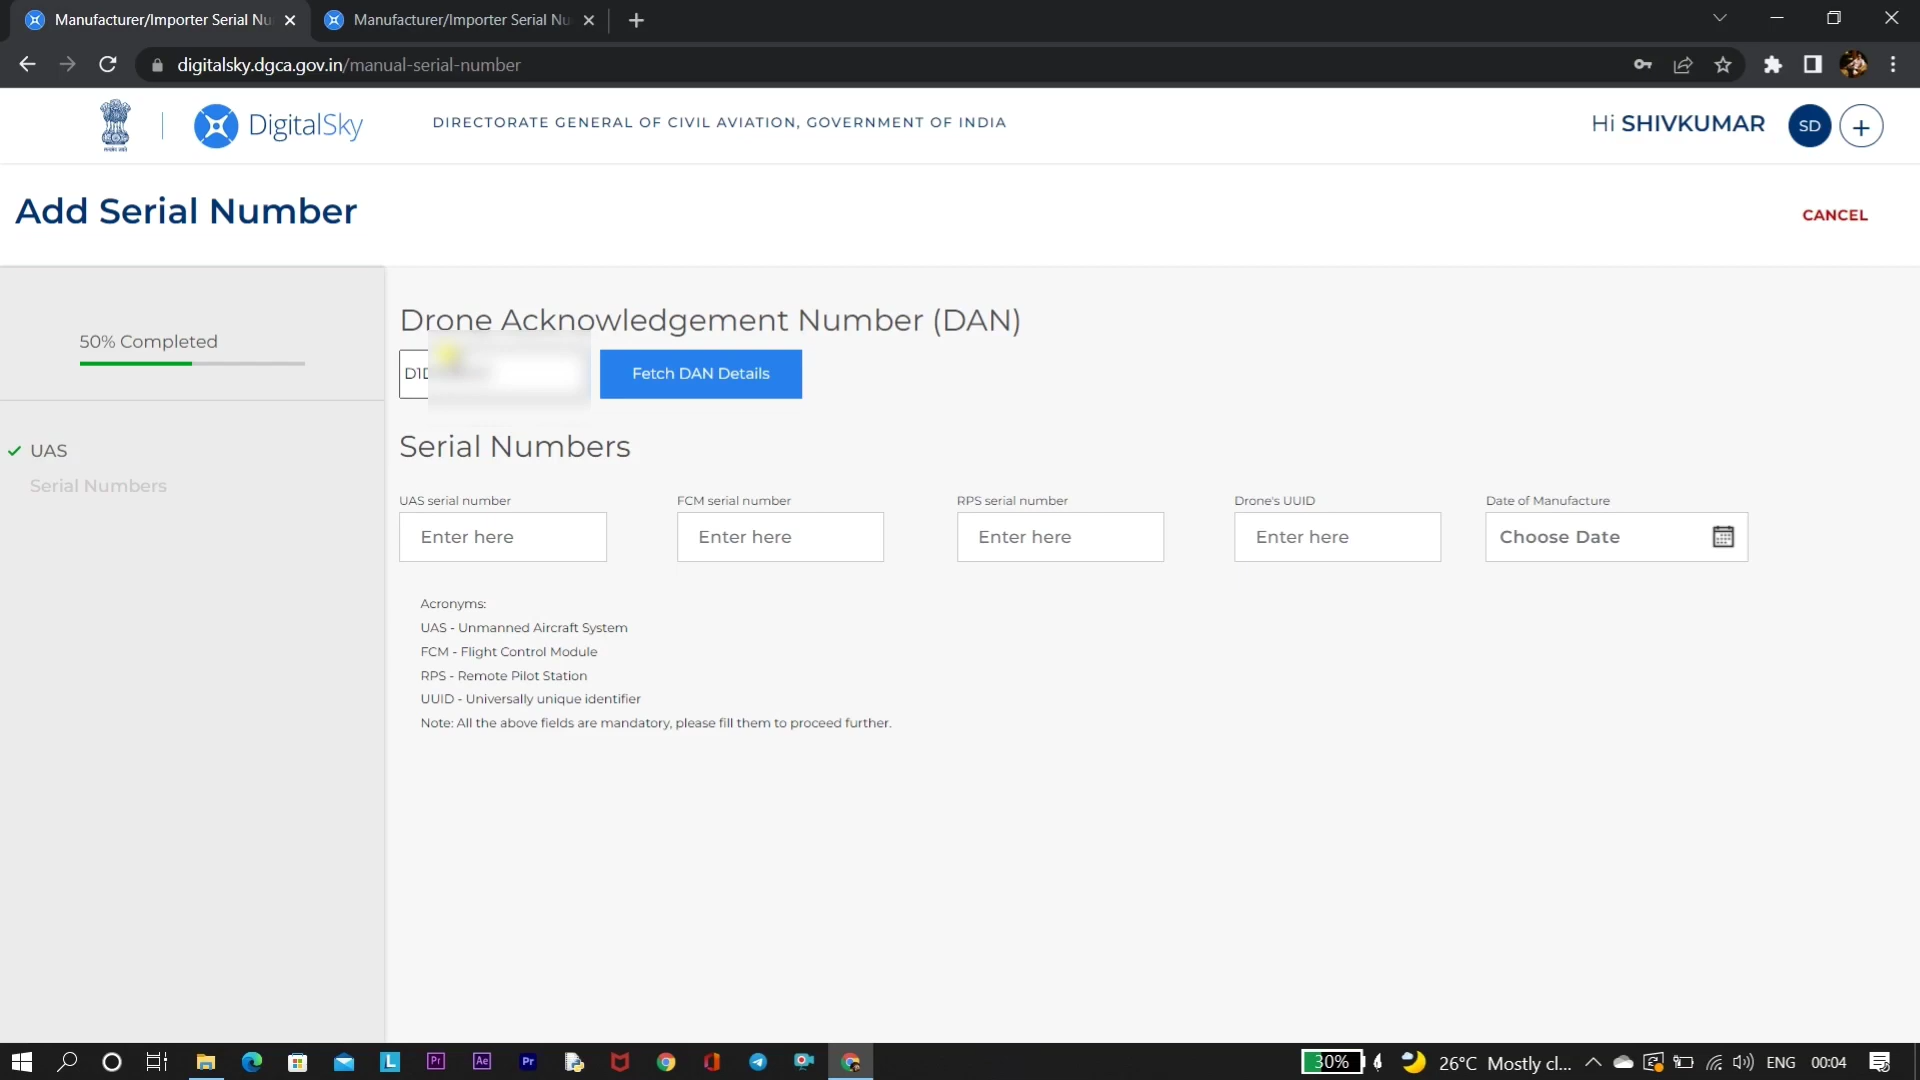 Manufacturer/Importer Serial Nu
Manufacturer/Importer Serial Nu
digitalsky.dgca.gov.in/manual-serial-number
DigitalSky
DIRECTORATE GENERAL OF CIVIL AVIATION, GOVERNMENT OF INDIA
Hi SHIVKUMAR
SD
Add Serial Number
CANCEL
50% Completed
UAS
Serial Numbers
Drone Acknowledgement Number (DAN)
Fetch DAN Details
Serial Numbers
UAS serial number
FCM serial number
RPS serial number
Drone's UUID
Date of Manufacture
Enter here
Enter here
Enter here
Enter here
Choose Date
Acronyms:
UAS - Unmanned Aircraft System
FCM - Flight Control Module
RPS - Remote Pilot Station
UUID - Universally unique identifier
Note: All the above fields are mandatory, please fill them to proceed further.
L
Pr
Ae
Pr
30%
26°C Mostly cl...
ENG
00:04